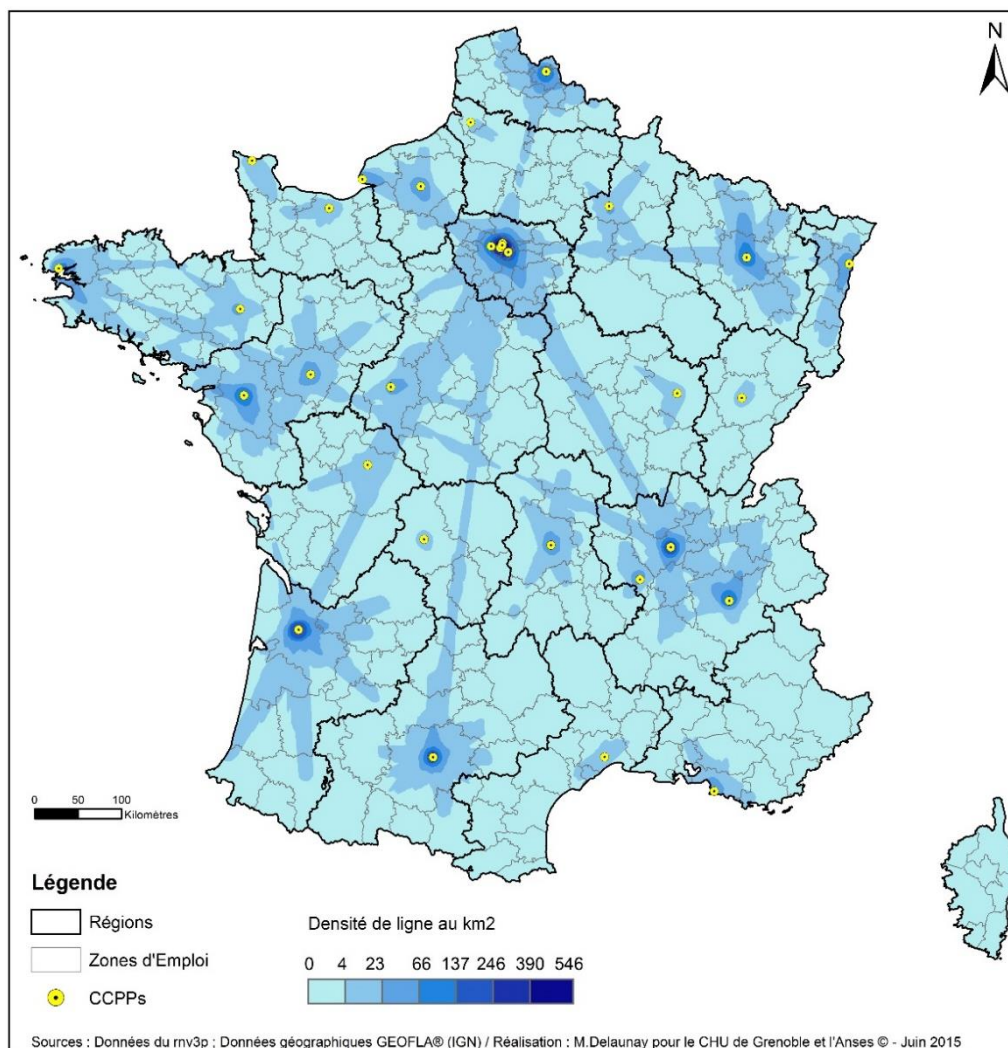 N
0 50 100
Kilomètres
Légende
Régions
Zones d'Emploi
CCPPs
Densité de ligne au km2
0 4 23 66 137 246 390 546
Sources : Données du rnv3p ; Données géographiques GEOFLA® (IGN) / Réalisation : M.Delaunay pour le CHU de Grenoble et l'Anses © - Juin 2015